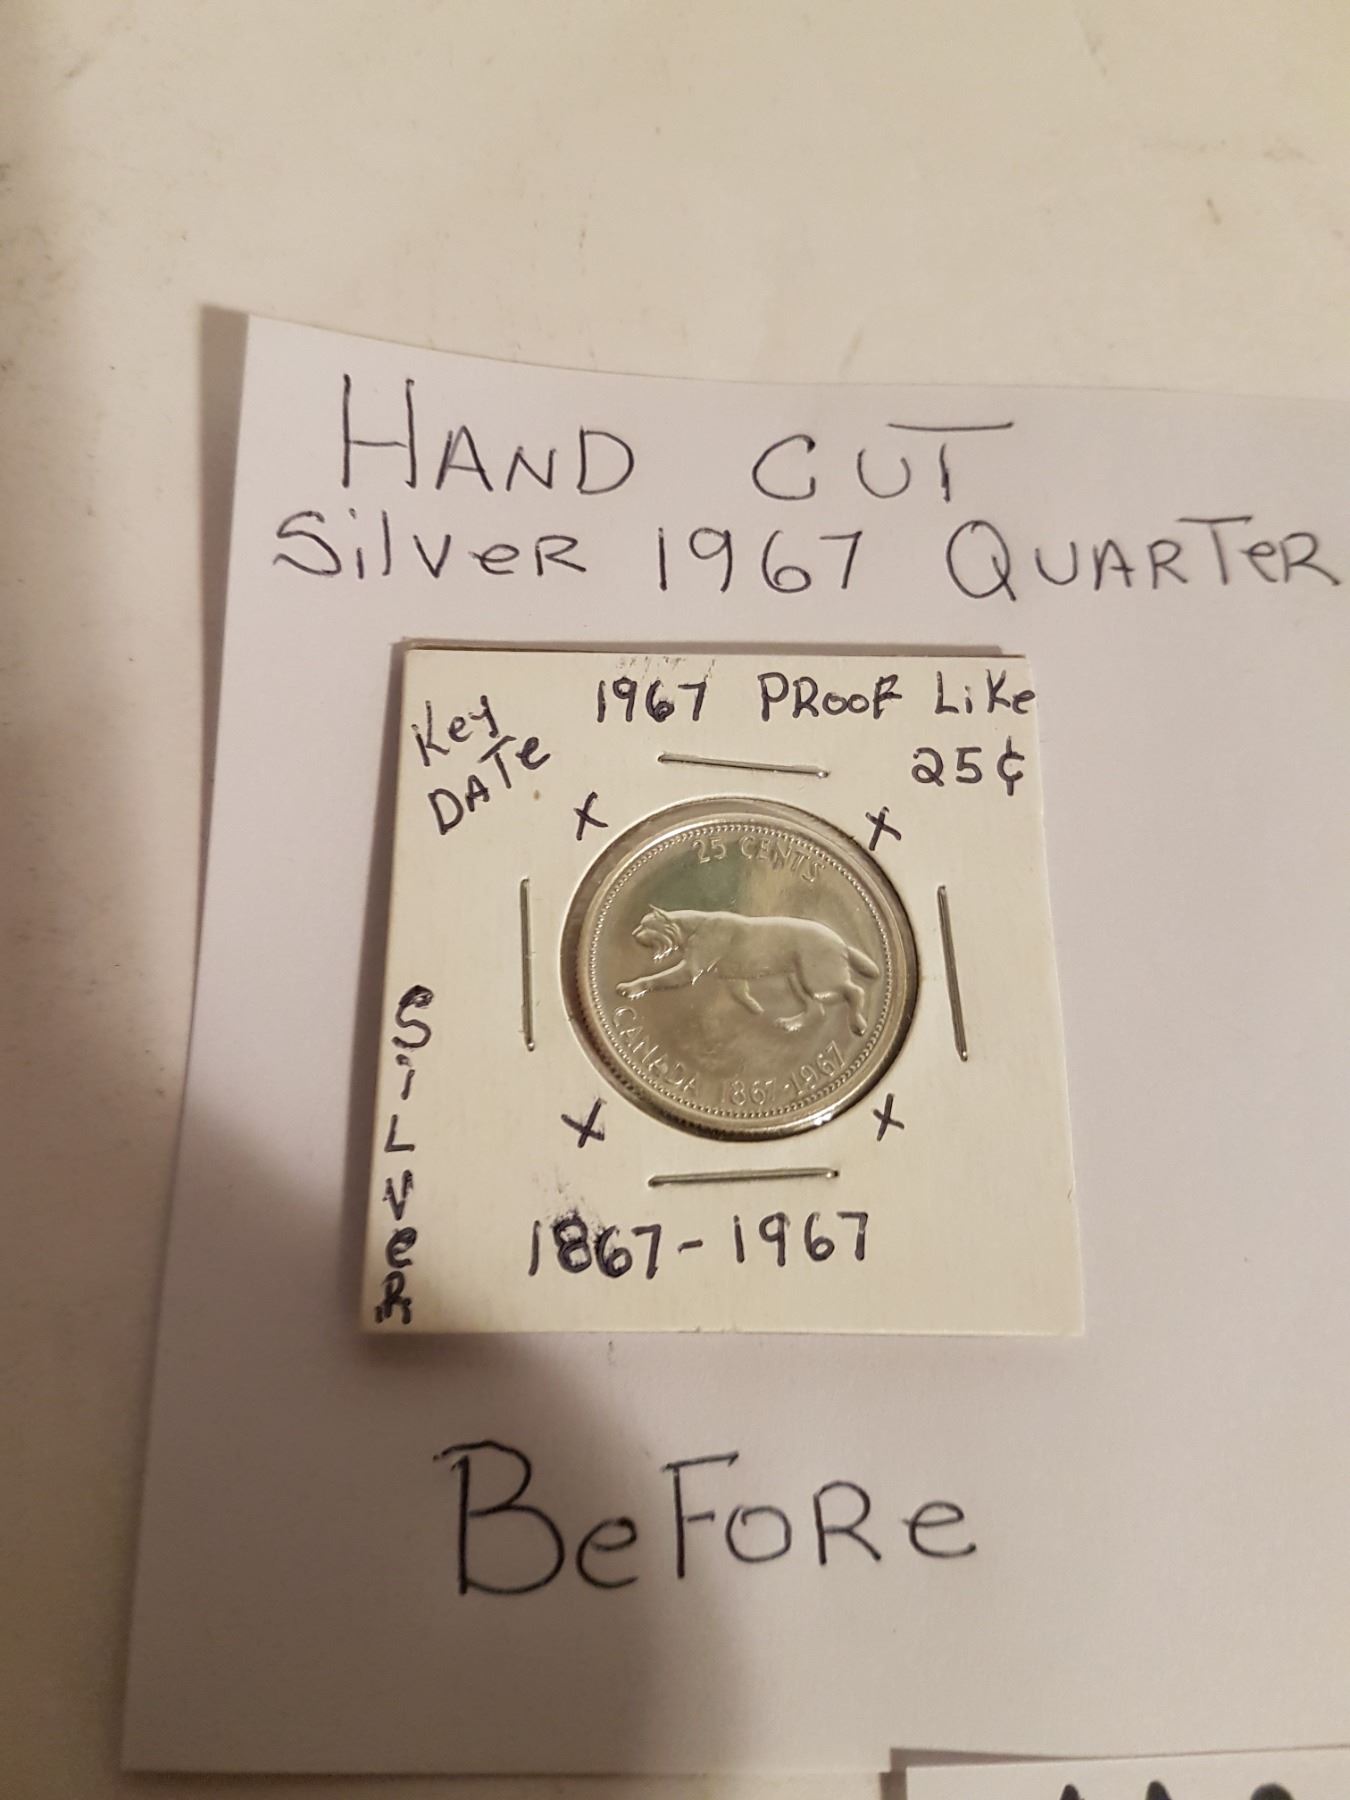 HAND CUT
Silver 1967 QUARTER
Key
DATE
1967 PROOF Like
25¢
X X
25 CENTS
CANADA 1867-1967
SiLVeR
X X
1867-1967
BeFORe